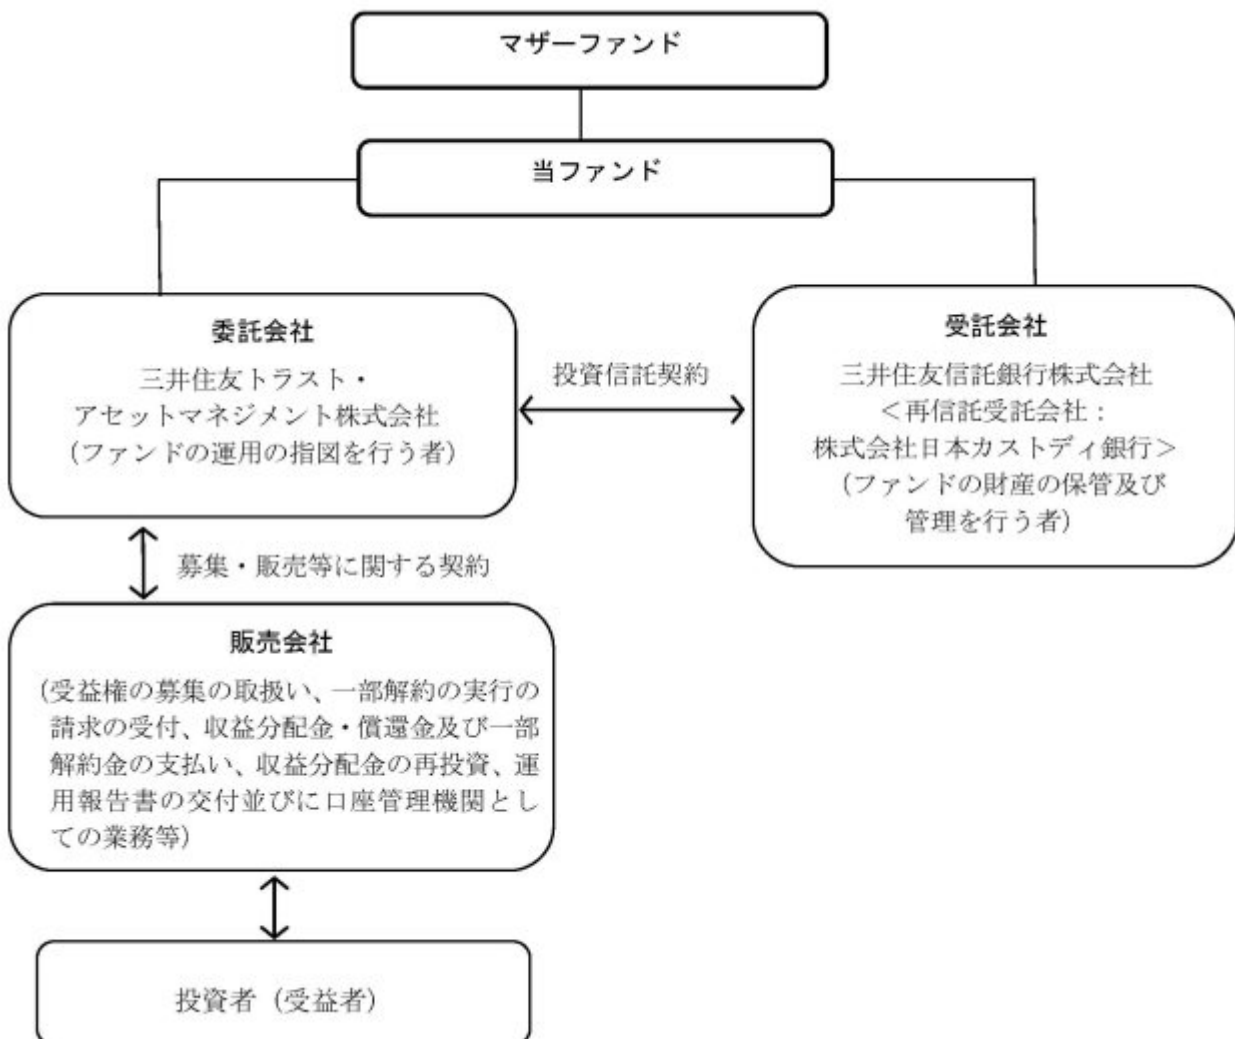 マザーファンド
当ファンド
委託会社
三井住友トラスト・
アセットマネジメント株式会社
(ファンドの運用の指図を行う者)
投資信託契約
受託会社
三井住友信託銀行株式会社
<再信託受託会社:
株式会社日本カストディ銀行>
(ファンドの財産の保管及び
管理を行う者)
募集・販売等に関する契約
販売会社
(受益権の募集の取扱い、一部解約の実行の
請求の受付、収益分配金・償還金及び一部
解約金の支払い、収益分配金の再投資、運
用報告書の交付並びに口座管理機関とし
ての業務等)
投資者(受益者)